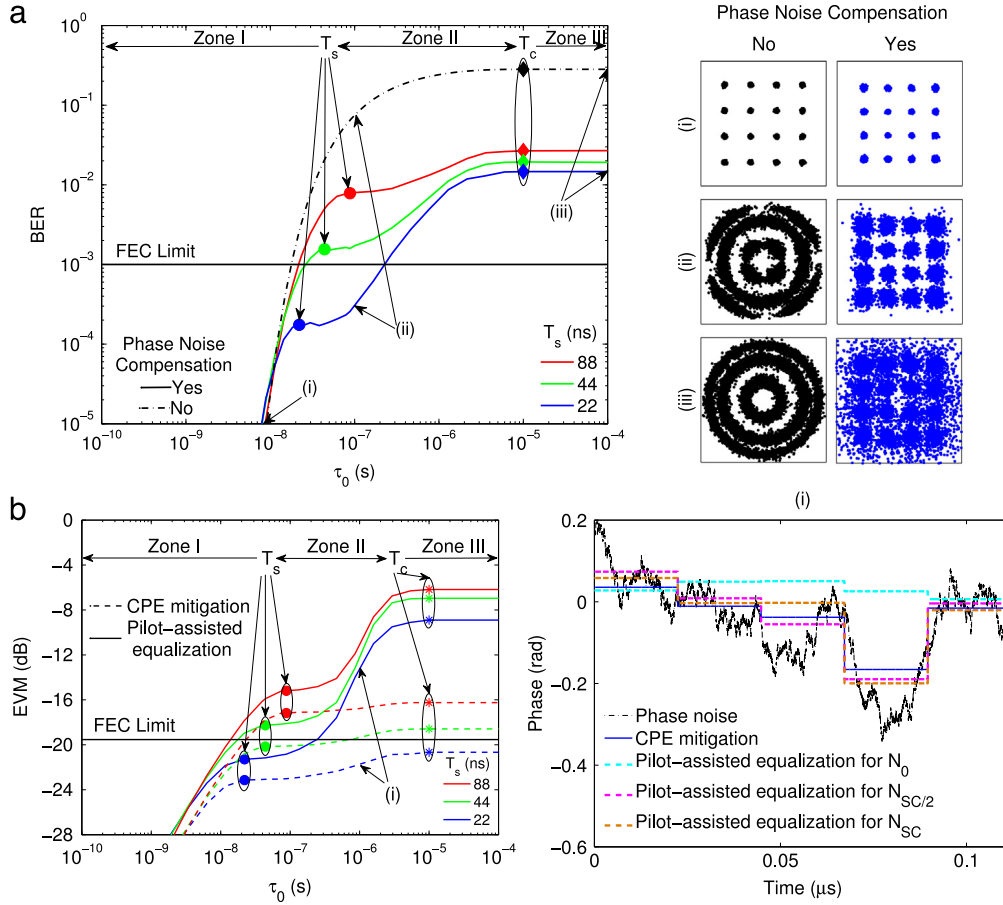 a
Zone I
T_s
Zone II
T_c
Zone III
10^0
10^-1
10^-2
10^-3
10^-4
10^-5
BER
FEC Limit
(iii)
(ii)
(i)
Phase Noise
Compensation
Yes
No
T_s (ns)
88
44
22
10^-10
10^-9
10^-8
10^-7
10^-6
10^-5
10^-4
τ_0 (s)
Phase Noise Compensation
No
Yes
(i)
(ii)
(iii)
b
Zone I
Zone II
Zone III
T_s
T_c
0
-4
-8
-12
-16
-20
-24
-28
EVM (dB)
CPE mitigation
Pilot-assisted
equalization
FEC Limit
(i)
T_s (ns)
88
44
22
10^-10
10^-9
10^-8
10^-7
10^-6
10^-5
10^-4
τ_0 (s)
(i)
0.2
0
-0.2
-0.4
-0.6
Phase (rad)
Phase noise
CPE mitigation
Pilot-assisted equalization for N_0
Pilot-assisted equalization for N_SC/2
Pilot-assisted equalization for N_SC
0
0.05
0.1
Time (μs)